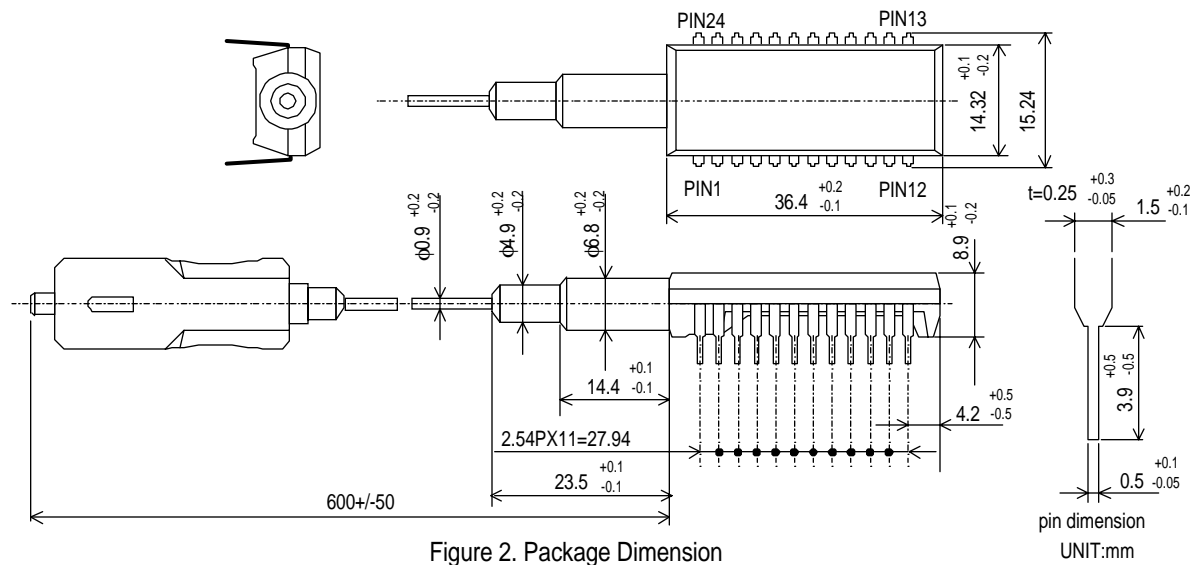 PIN24
PIN13
14.32 +0.1 -0.2
15.24
PIN1
PIN12
36.4 +0.2 -0.1
t=0.25 +0.3 -0.05
1.5 +0.2 -0.1
ϕ0.9 +0.2 -0.2
ϕ4.9 +0.2 -0.2
ϕ6.8 +0.2 -0.2
8.9 +0.1 -0.2
14.4 +0.1 -0.1
4.2 +0.5 -0.5
3.9 +0.5 -0.5
2.54PX11=27.94
23.5 +0.1 -0.1
0.5 +0.1 -0.05
600+/-50
pin dimension
UNIT:mm
Figure 2. Package Dimension